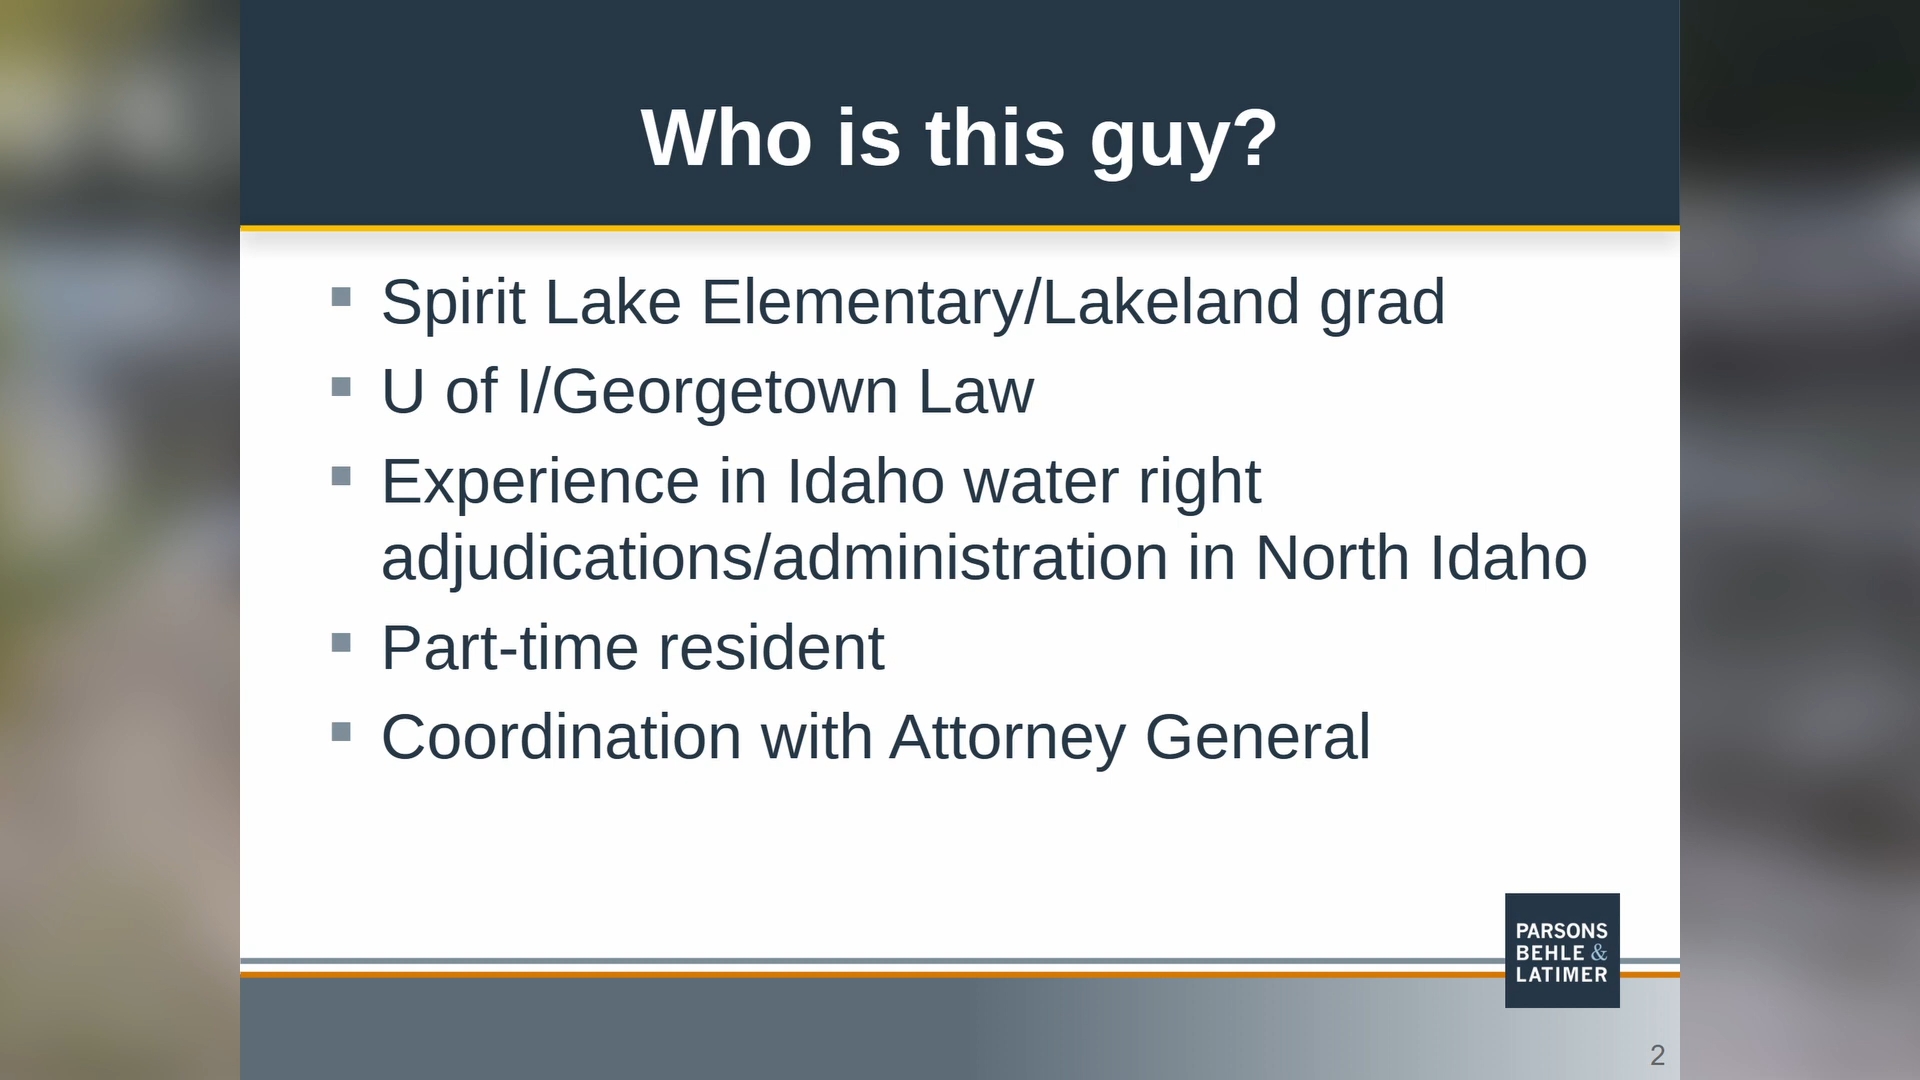 Who is this guy?
Spirit Lake Elementary/Lakeland grad
U of I/Georgetown Law
Experience in Idaho water right
adjudications/administration in North Idaho
Part-time resident
Coordination with Attorney General
PARSONS
BEHLE &
LATIMER
2